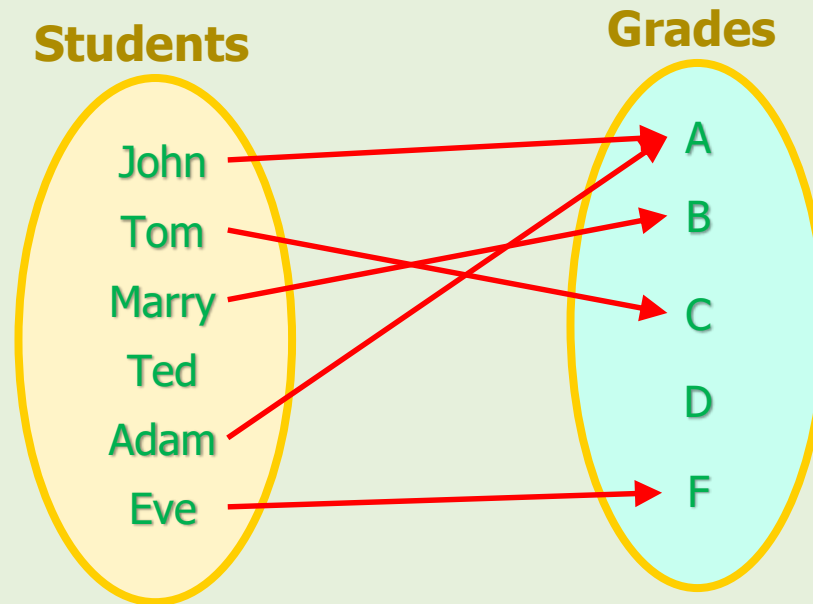 Students
John
Tom
Marry
Ted
Adam
Eve
Grades
A
B
C
D
F